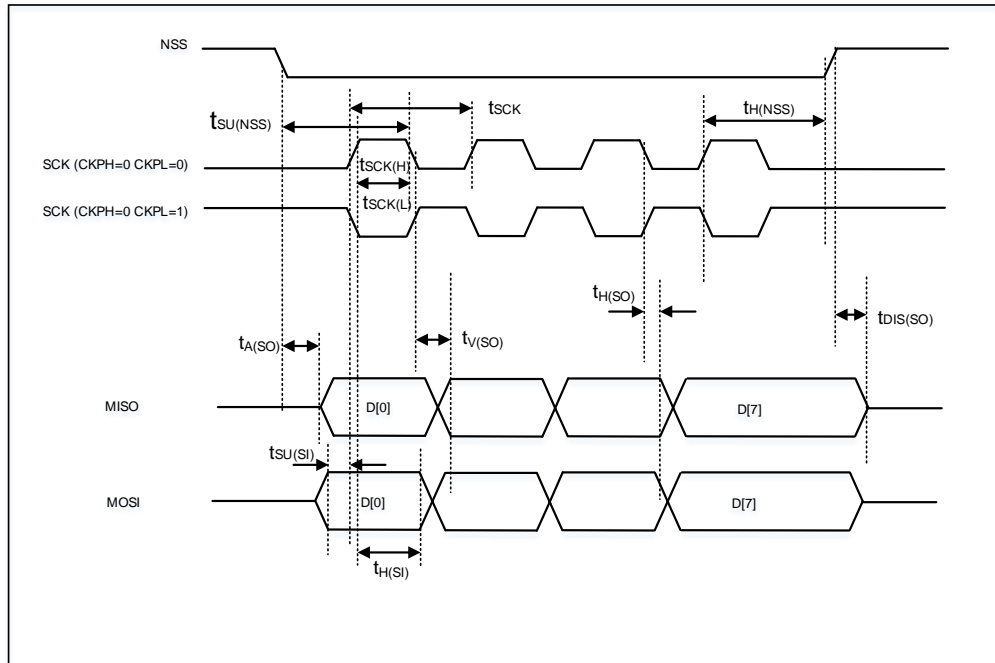 NSS
tSCK
tH(NSS)
tSU(NSS)
SCK (CKPH=0 CKPL=0)
tSCK(H)
tSCK(L)
SCK (CKPH=0 CKPL=1)
tH(SO)
tDIS(SO)
tV(SO)
tA(SO)
MISO
D[0]
D[7]
tSU(SI)
MOSI
D[0]
D[7]
tH(SI)